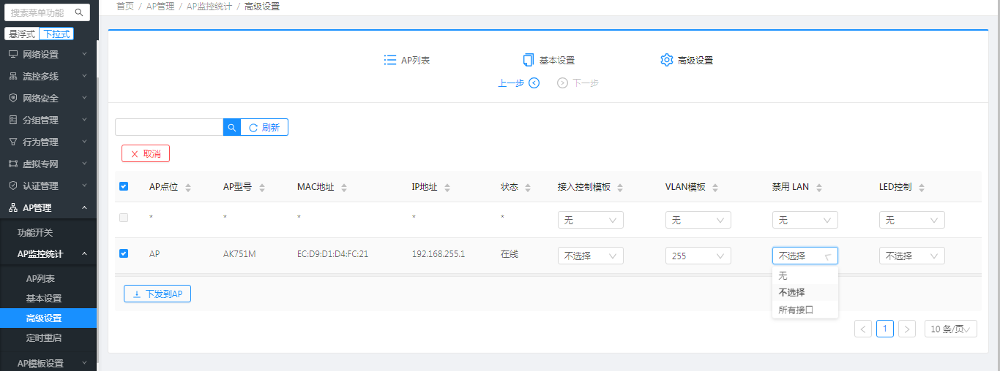 搜索菜单功能
悬浮式 下拉式
网络设置
流控多线
网络安全
分组管理
行为管理
虚拟专网
认证管理
AP管理
功能开关
AP监控统计
AP列表
基本设置
高级设置
定时重启
AP模板设置
首页 / AP管理 / AP监控统计 / 高级设置
AP列表 基本设置 高级设置
上一步 下一步
刷新
取消
AP点位 AP型号 MAC地址 IP地址 状态 接入控制模板 VLAN模板 禁用 LAN LED控制
* * * * * 无 无 无 无
AP AK751M EC:D9:D1:D4:FC:21 192.168.255.1 在线 不选择 255 不选择 不选择
无
不选择
所有接口
下发到AP
1 10 条/页